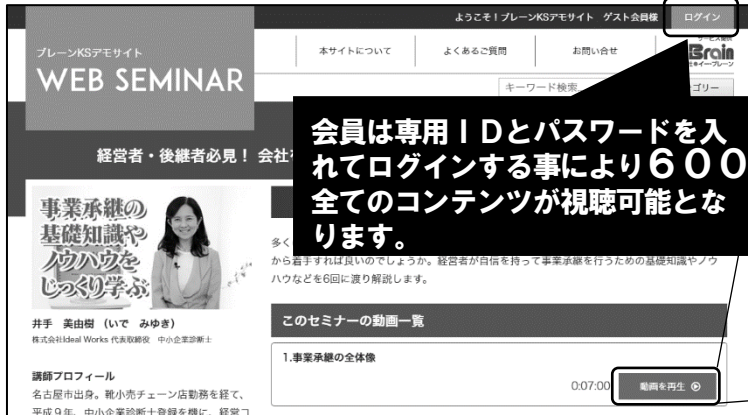 ようこそ！ブレーンKSデモサイト ゲスト会員様
ログイン
ブレーンKSデモサイト
WEB SEMINAR
本サイトについて
よくあるご質問
お問い合せ
Brain
キーワード検索
ゴリー
経営者・後継者必見！ 会社
会員は専用ＩＤとパスワードを入
れてログインする事により６００
全てのコンテンツが視聴可能とな
ります。
事業承継の
基礎知識や
ノウハウを
じっくり学ぶ
多く
から着手すれば良いのでしょうか。経営者が自信を持って事業承継を行うための基礎知識やノウ
ハウなどを6回に渡り解説します。
井手 美由樹 （いで みゆき）
株式会社Ideal Works 代表取締役 中小企業診断士
このセミナーの動画一覧
1.事業承継の全体像
0:07:00
動画を再生
講師プロフィール
名古屋市出身。靴小売チェーン店勤務を経て、
平成９年、中小企業診断士登録を機に、経営コ